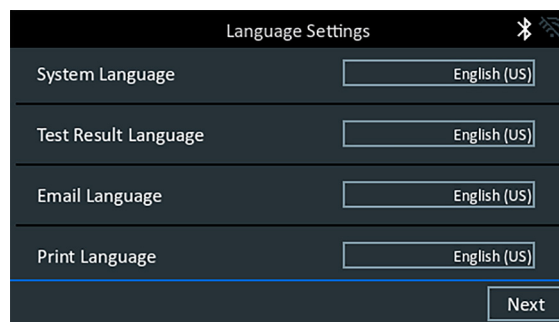 Language Settings
System Language English (US)
Test Result Language English (US)
Email Language English (US)
Print Language English (US)
Next